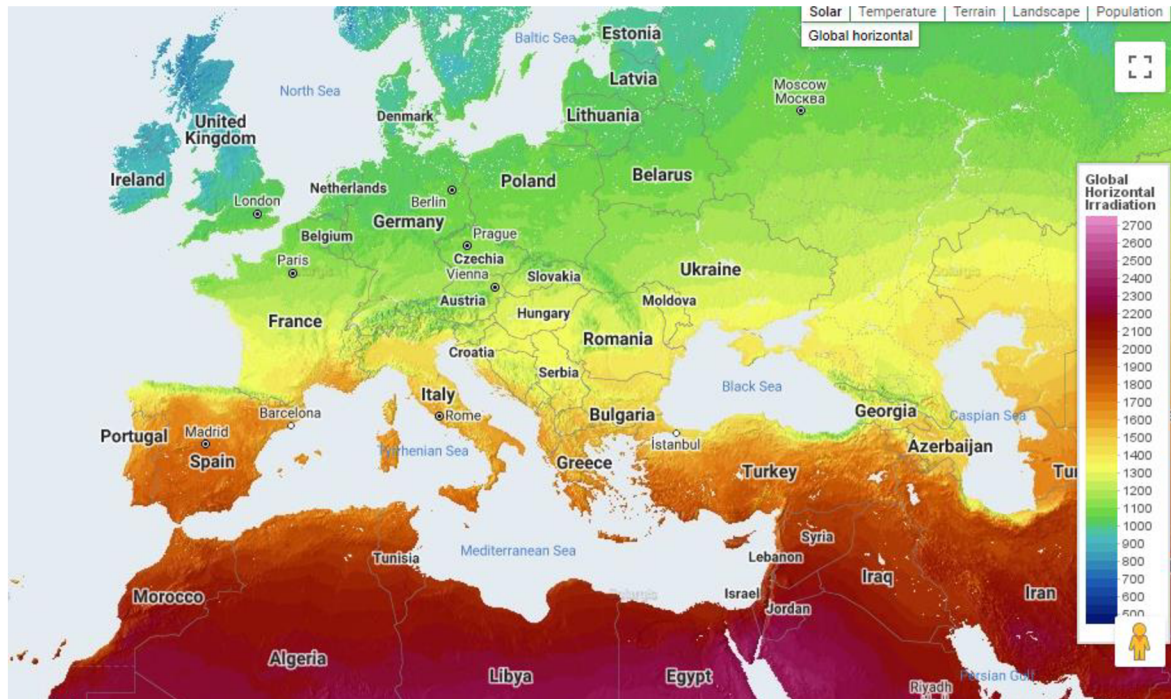 Solar | Temperature | Terrain | Landscape | Population
Global horizontal
Baltic Sea
Estonia
Latvia
Moscow
Москва
North Sea
United
Kingdom
Denmark
Lithuania
Ireland
Netherlands
Poland
Belarus
London
Berlin
Germany
Belgium
Prague
Czechia
Paris
Vienna
Slovakia
Ukraine
Austria
Moldova
France
Hungary
Romania
Croatia
Serbia
Black Sea
Italy
Barcelona
Rome
Bulgaria
Georgia
Caspian Sea
Portugal
Madrid
İstanbul
Azerbaijan
Spain
Tyrrhenian Sea
Greece
Turkey
Tur
Syria
Tunisia
Mediterranean Sea
Lebanon
Iraq
Morocco
Israel
Jordan
Iran
Algeria
Libya
Egypt
Persian Gulf
Riyadh
Global
Horizontal
Irradiation
2700
2600
2500
2400
2300
2200
2100
2000
1900
1800
1700
1600
1500
1400
1300
1200
1100
1000
900
800
700
600
500